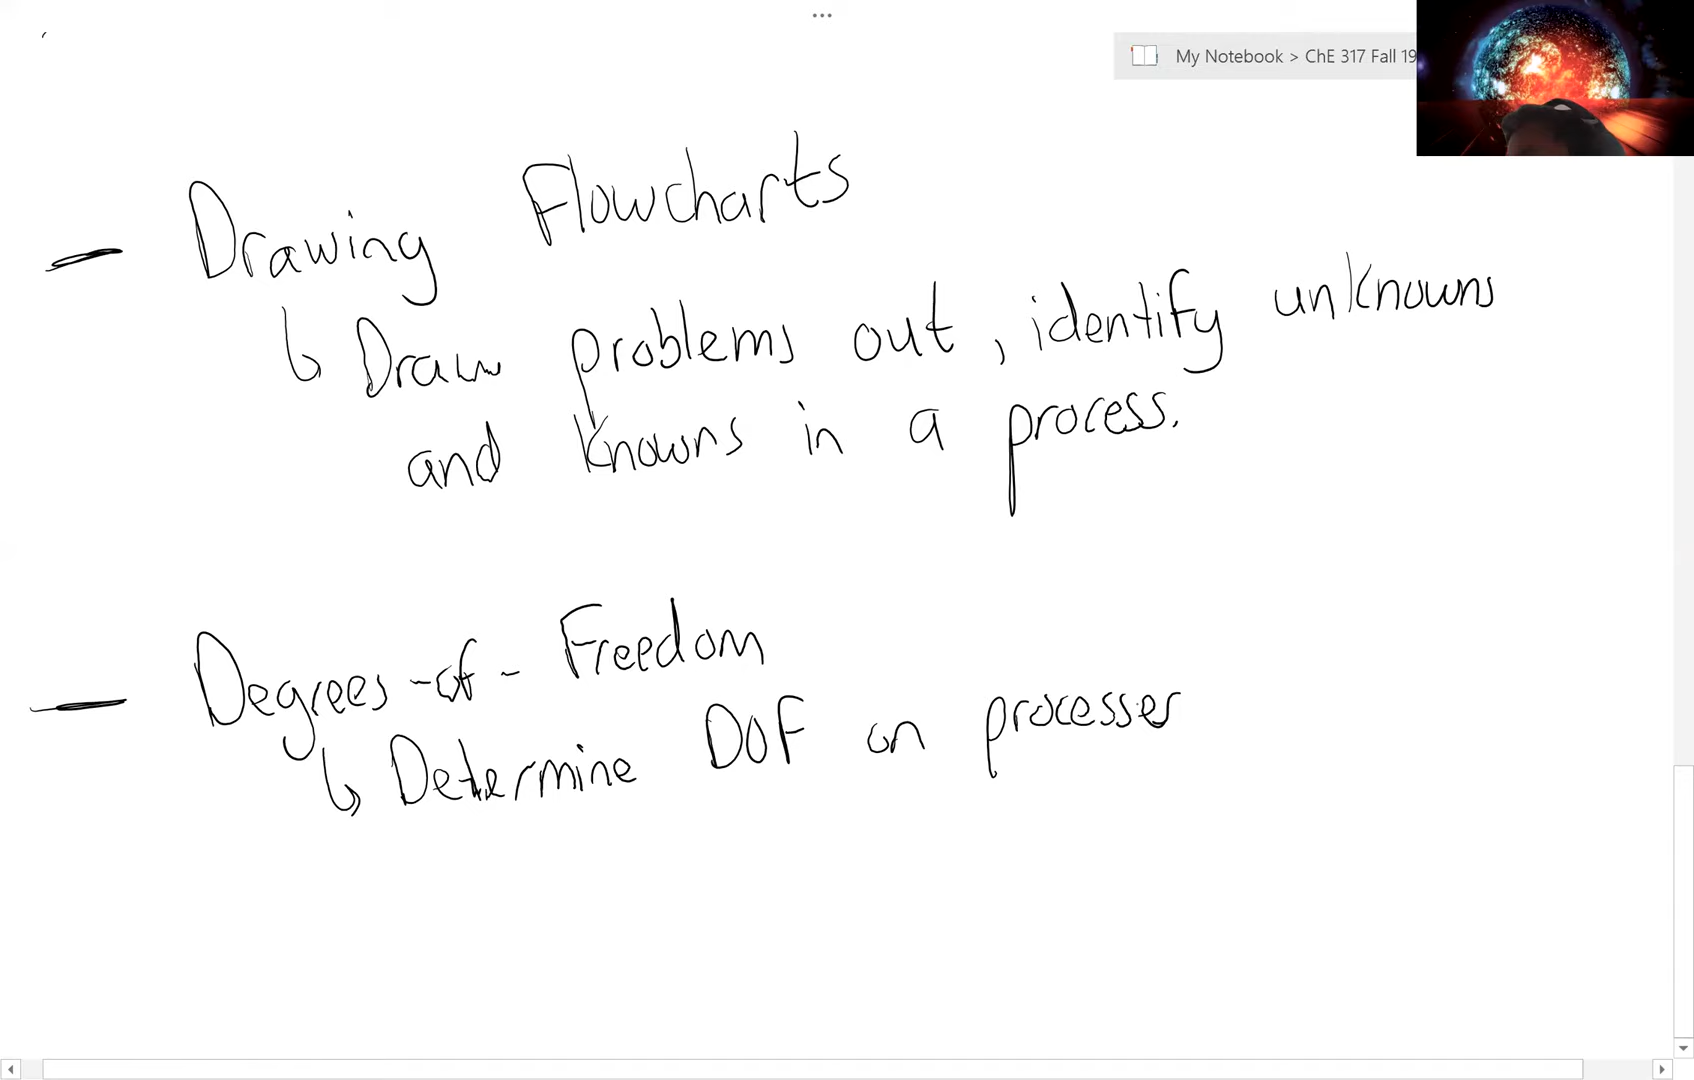 My Notebook > ChE 317 Fall 19
- Drawing Flowcharts
↳ Draw problems out, identify unknowns
and knowns in a process.
- Degrees-of-Freedom
↳ Determine DOF on processes